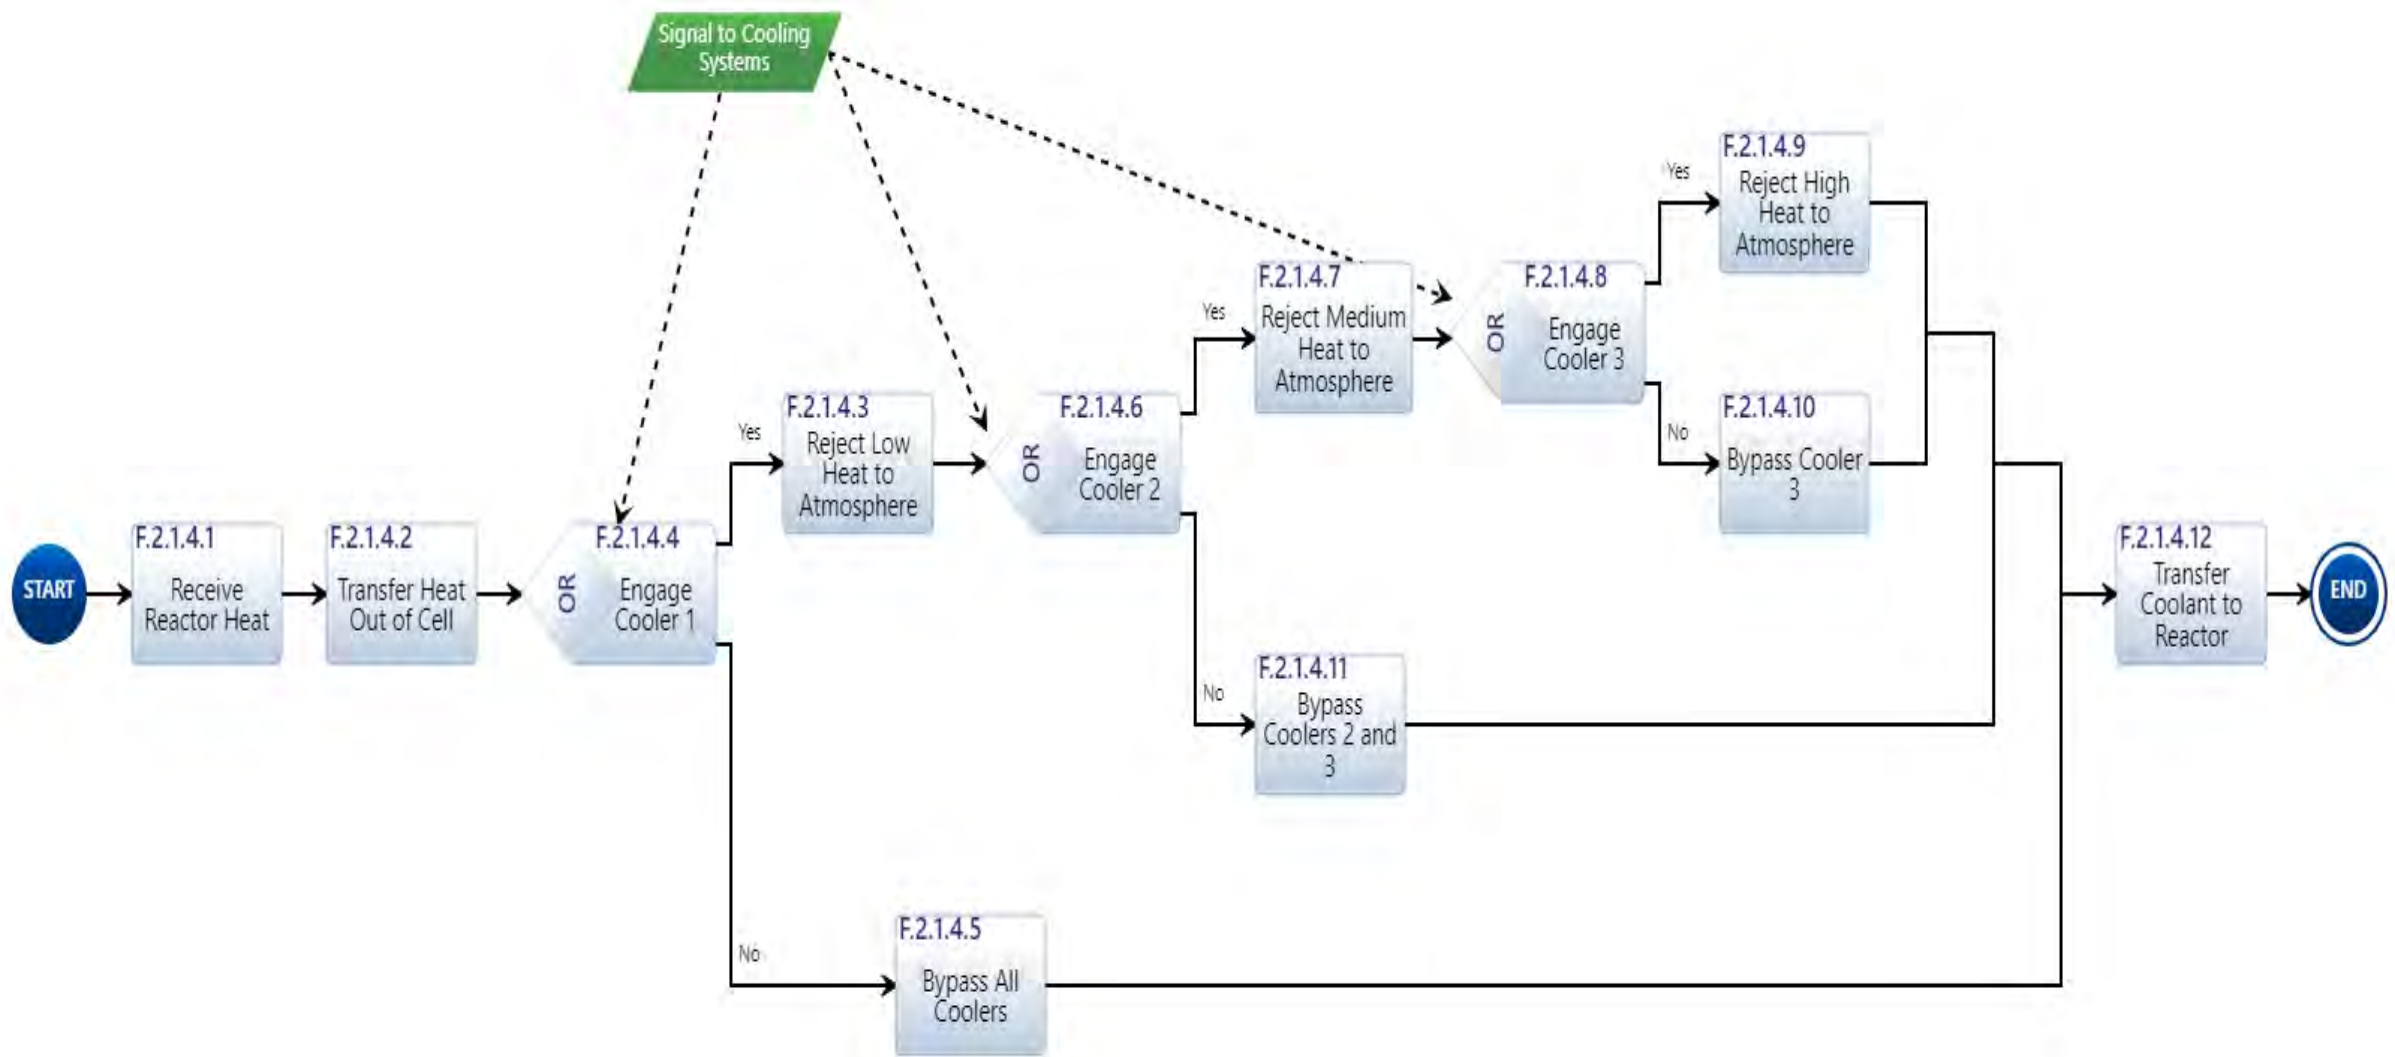 Signal to Cooling
Systems
START
F.2.1.4.1
Receive
Reactor Heat
F.2.1.4.2
Transfer Heat
Out of Cell
OR
F.2.1.4.4
Engage
Cooler 1
Yes
F.2.1.4.3
Reject Low
Heat to
Atmosphere
OR
F.2.1.4.6
Engage
Cooler 2
Yes
F.2.1.4.7
Reject Medium
Heat to
Atmosphere
OR
F.2.1.4.8
Engage
Cooler 3
Yes
F.2.1.4.9
Reject High
Heat to
Atmosphere
No
F.2.1.4.10
Bypass Cooler
3
No
F.2.1.4.11
Bypass
Coolers 2 and
3
No
F.2.1.4.5
Bypass All
Coolers
F.2.1.4.12
Transfer
Coolant to
Reactor
END